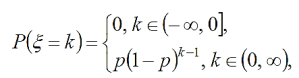 P(ξ = k) = {0, k ∈ (−∞, 0],
p(1 − p)^{k−1}, k ∈ (0, ∞),